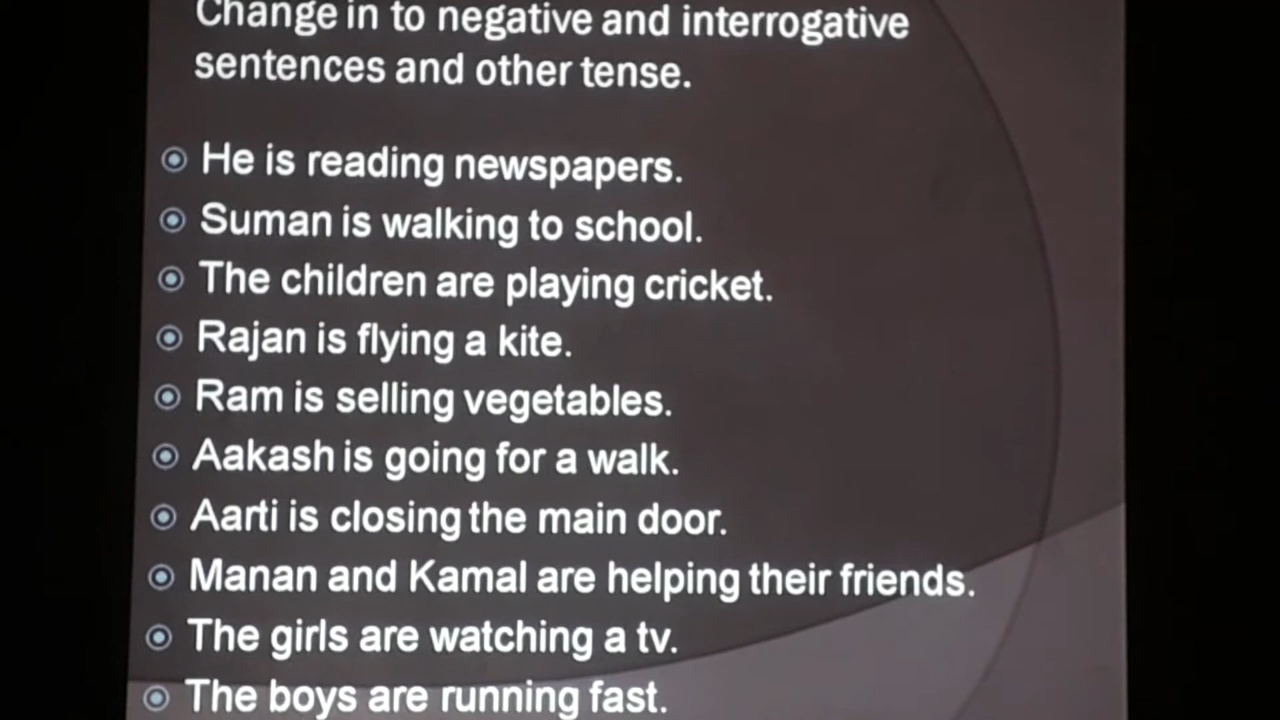 Change in to negative and interrogative
sentences and other tense.
He is reading newspapers.
Suman is walking to school.
The children are playing cricket.
Rajan is flying a kite.
Ram is selling vegetables.
Aakash is going for a walk.
Aarti is closing the main door.
Manan and Kamal are helping their friends.
The girls are watching a tv.
The boys are running fast.